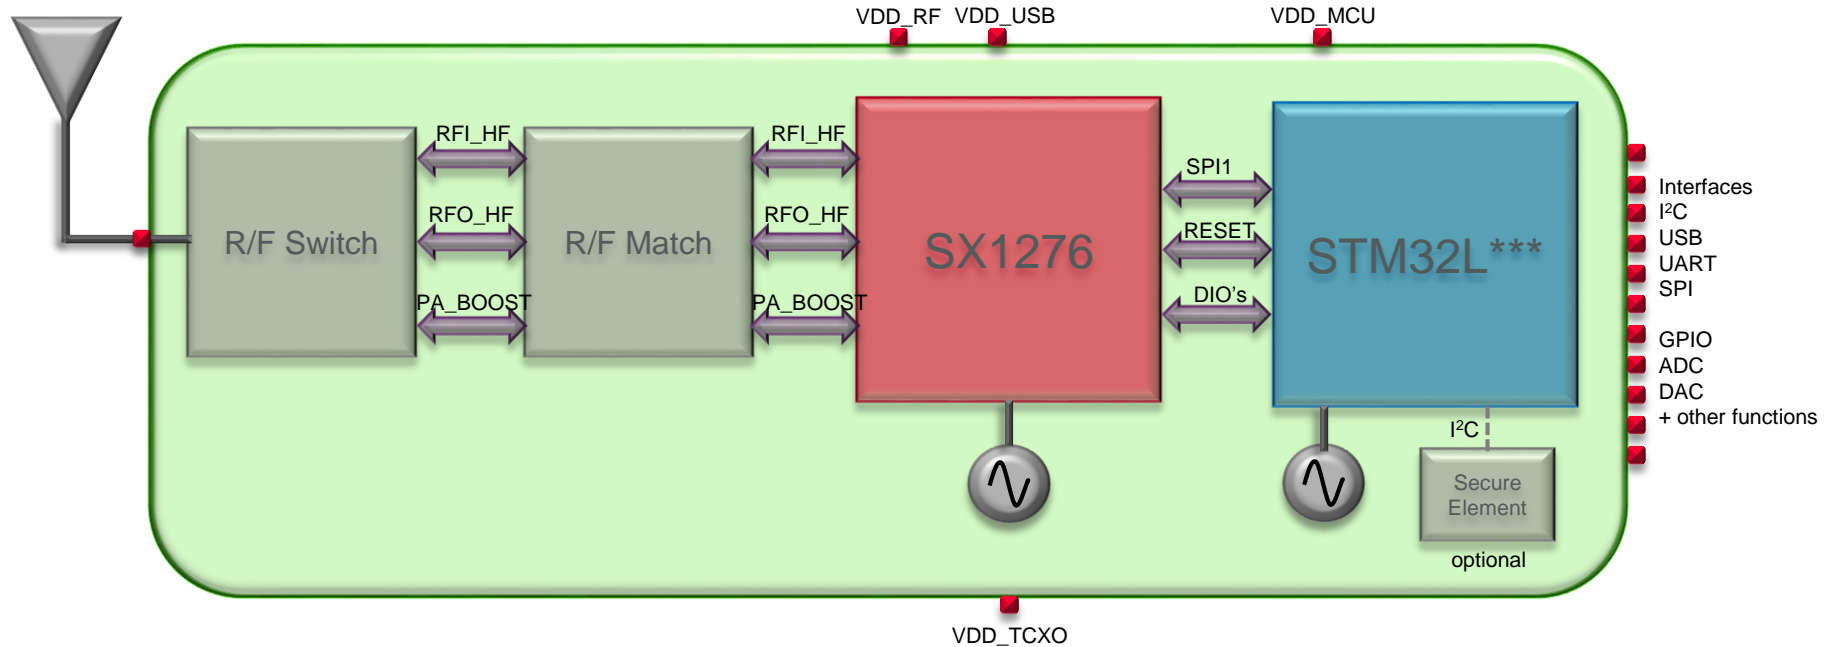 VDD_RF
VDD_USB
VDD_MCU
RFI_HF
RFI_HF
RFO_HF
RFO_HF
PA_BOOST
PA_BOOST
R/F Switch
R/F Match
SX1276
STM32L***
SPI1
RESET
DIO's
Interfaces
I²C
USB
UART
SPI
GPIO
ADC
DAC
+ other functions
I²C
Secure
Element
optional
VDD_TCXO